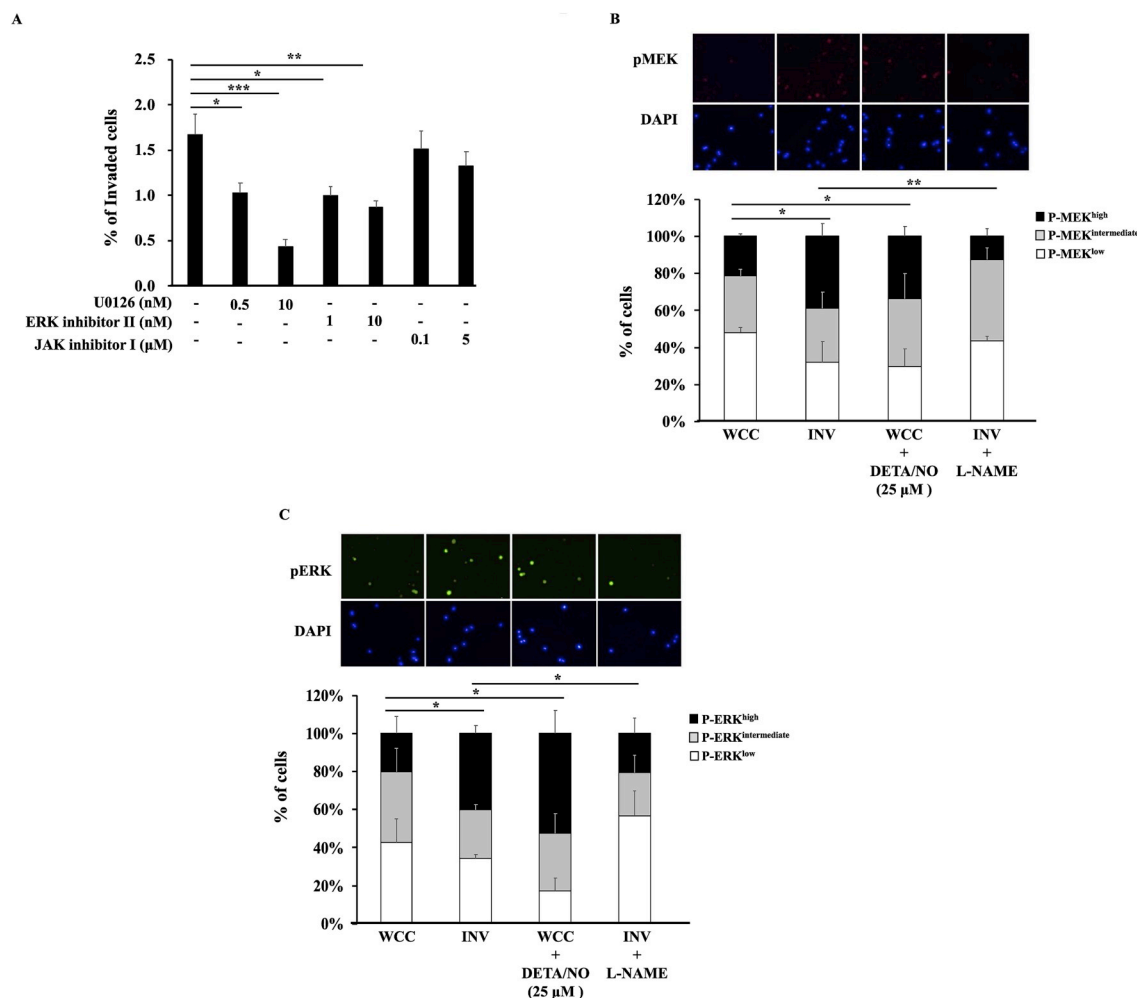 A
% of Invaded cells
2.5
2.0
1.5
1.0
0.5
0.0
**
*
***
*
U0126 (nM) - 0.5 10 - - - -
ERK inhibitor II (nM) - - - 1 10 - -
JAK inhibitor I (µM) - - - - - 0.1 5
B
pMEK
DAPI
% of cells
120%
100%
80%
60%
40%
20%
0%
**
*
*
P-MEKhigh
P-MEKintermediate
P-MEKlow
WCC INV WCC INV
+ +
DETA/NO L-NAME
(25 µM )
C
pERK
DAPI
% of cells
120%
100%
80%
60%
40%
20%
0%
*
*
*
P-ERKhigh
P-ERKintermediate
P-ERKlow
WCC INV WCC INV
+ +
DETA/NO L-NAME
(25 µM )